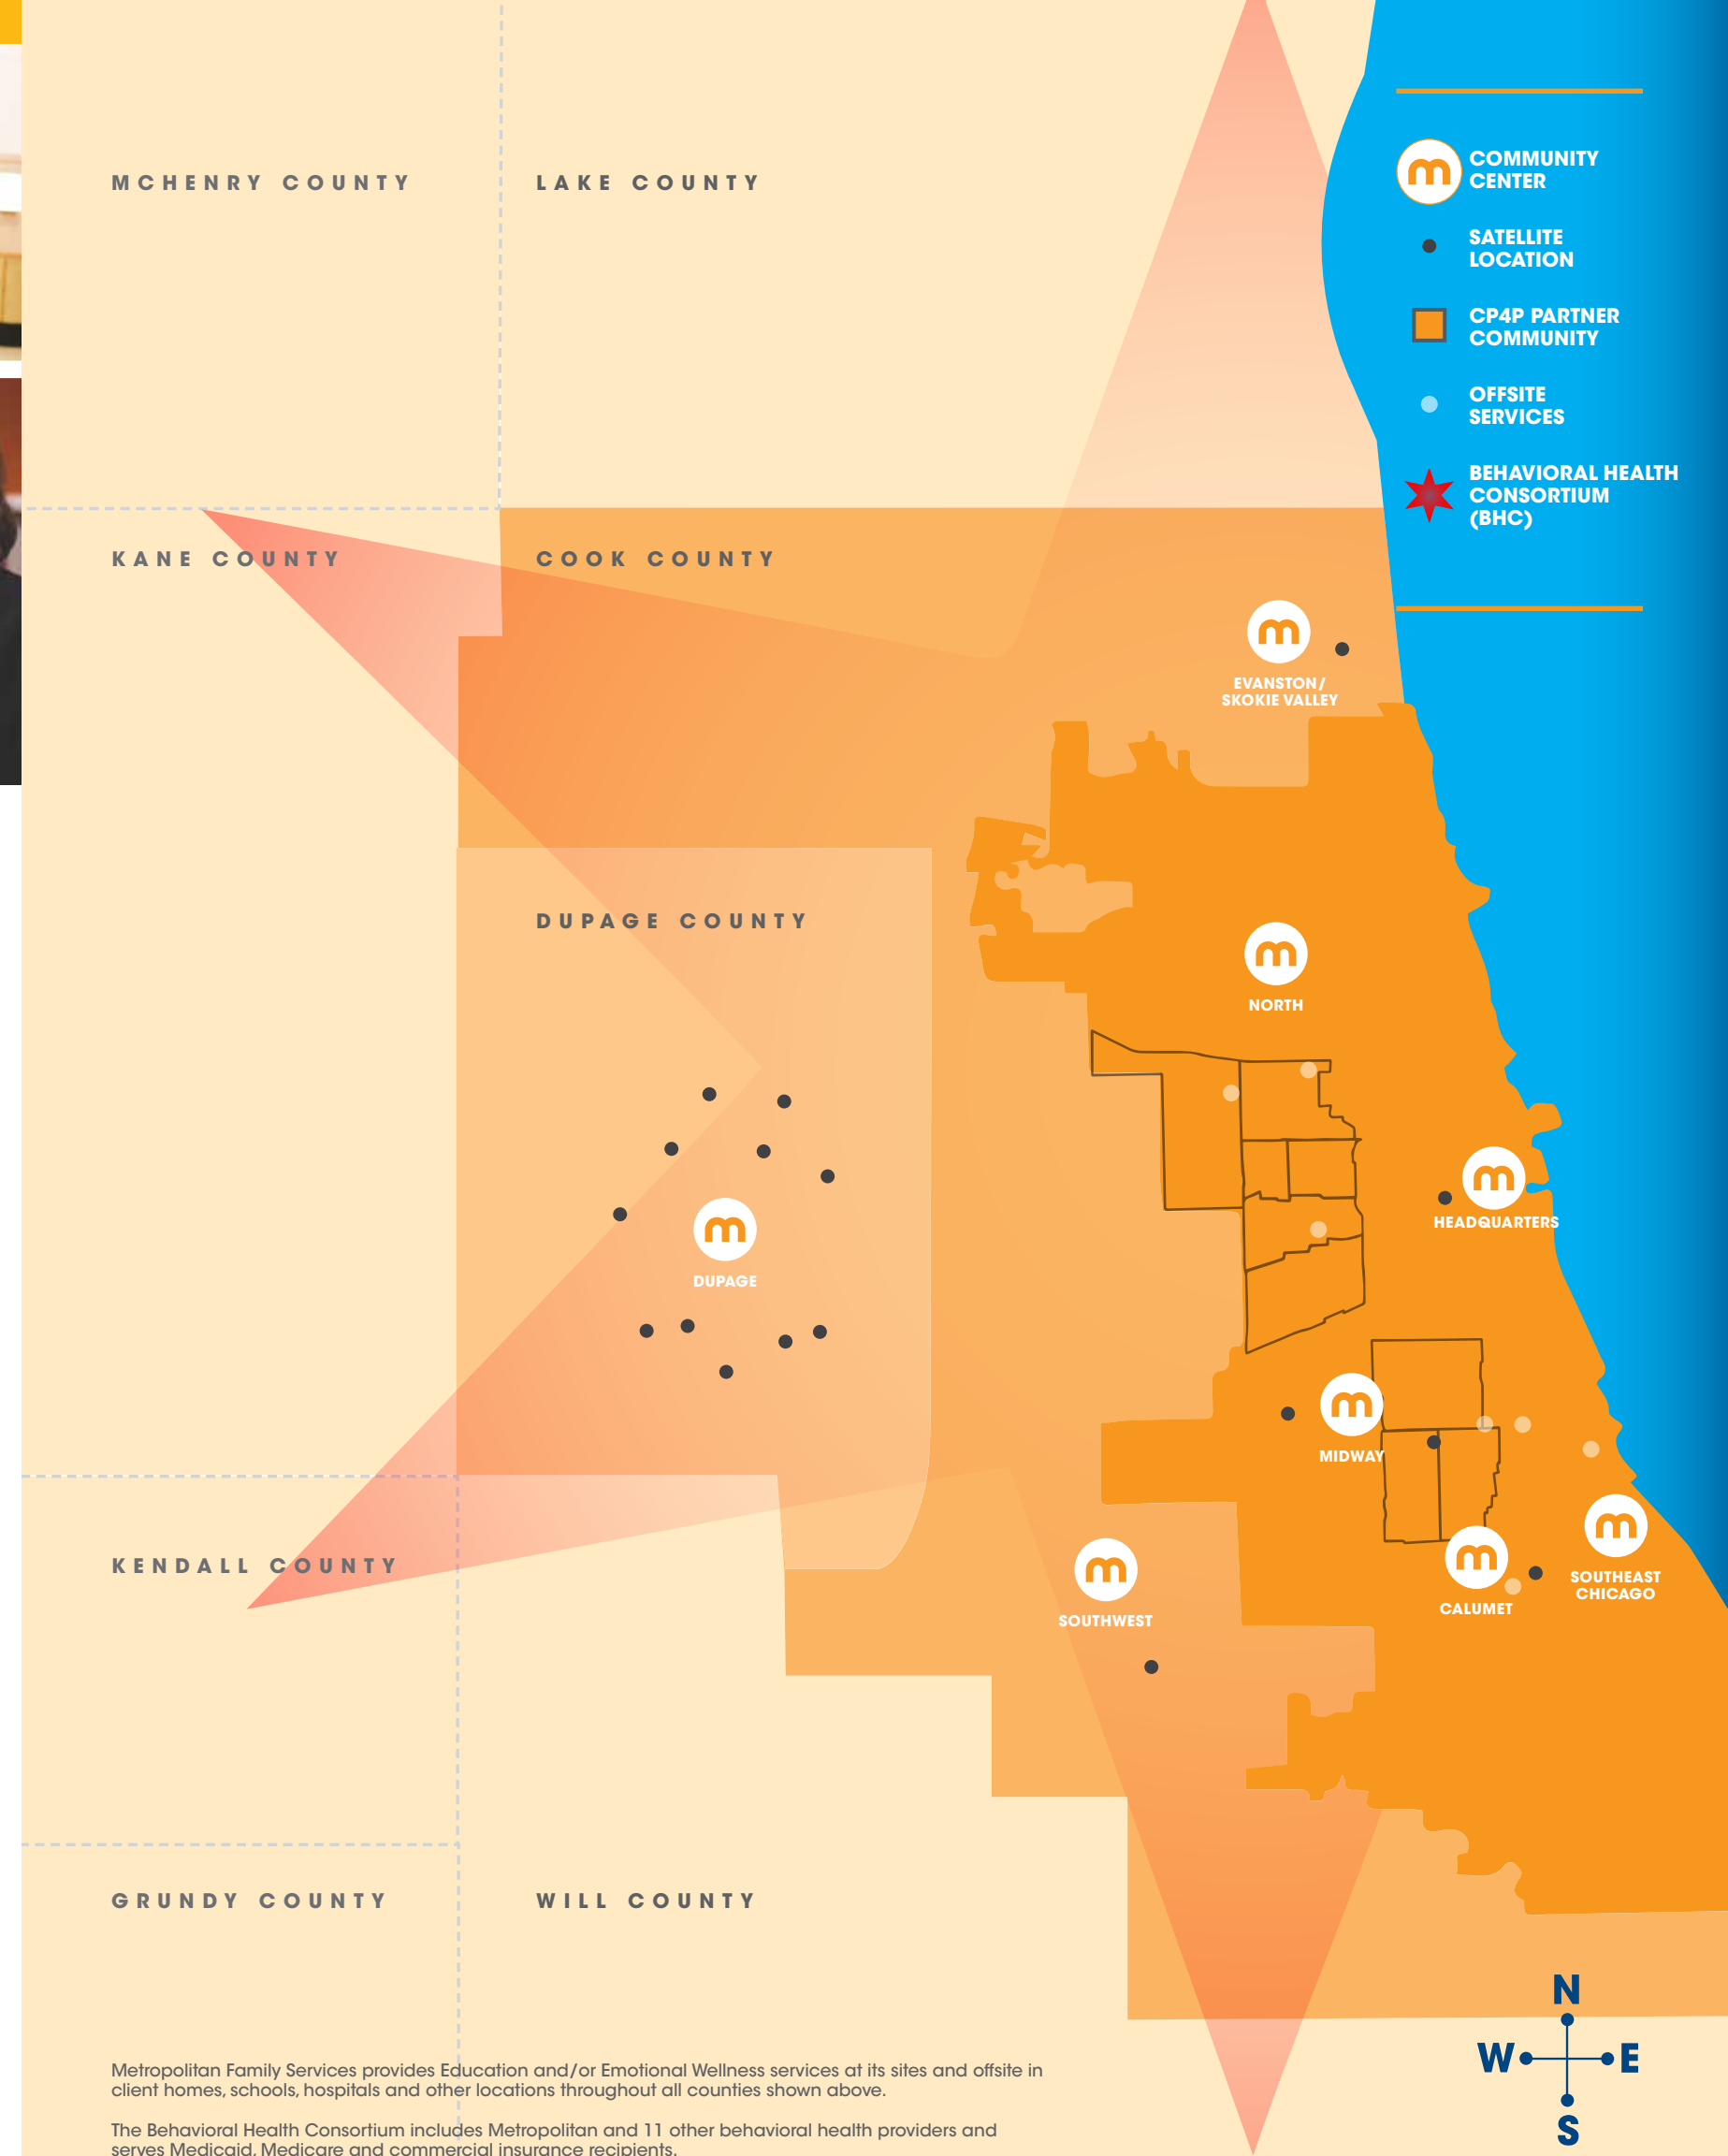 MCHENRY COUNTY
LAKE COUNTY
COMMUNITY
CENTER
SATELLITE
LOCATION
CP4P PARTNER
COMMUNITY
OFFSITE
SERVICES
BEHAVIORAL HEALTH
CONSORTIUM
(BHC)
KANE COUNTY
COOK COUNTY
EVANSTON/
SKOKIE VALLEY
DUPAGE COUNTY
NORTH
HEADQUARTERS
DUPAGE
MIDWAY
KENDALL COUNTY
SOUTHWEST
CALUMET
SOUTHEAST
CHICAGO
GRUNDY COUNTY
WILL COUNTY
N
W
E
S
Metropolitan Family Services provides Education and/or Emotional Wellness services at its sites and offsite in
client homes, schools, hospitals and other locations throughout all counties shown above.
The Behavioral Health Consortium includes Metropolitan and 11 other behavioral health providers and
serves Medicaid, Medicare and commercial insurance recipients.